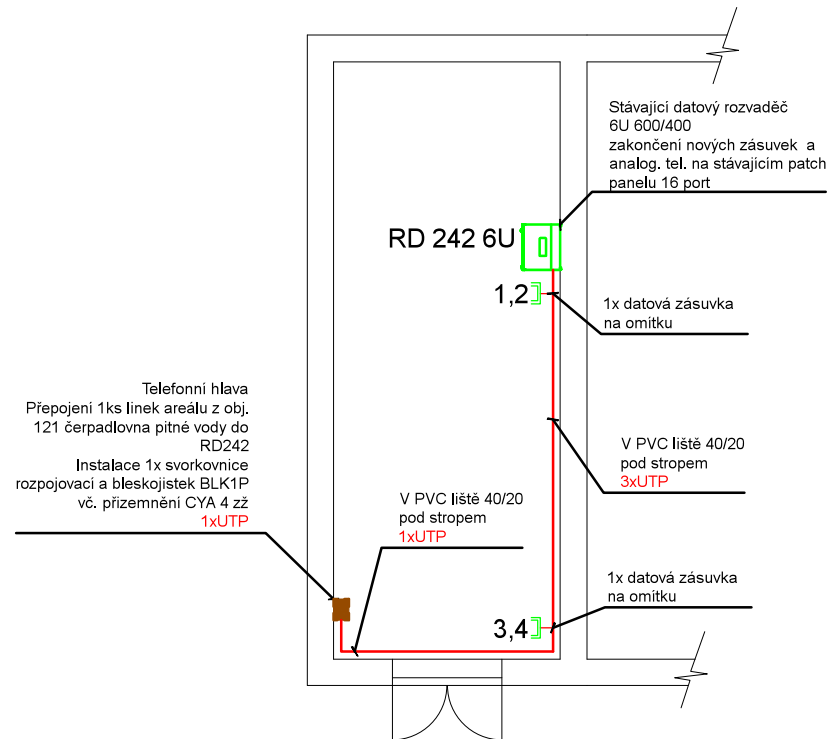 Stávající datový rozvaděč
6U 600/400
zakončení nových zásuvek a
analog. tel. na stávajícím patch
panelu 16 port
RD 242 6U
1,2
1x datová zásuvka
na omítku
Telefonní hlava
Přepojení 1ks linek areálu z obj.
121 čerpadlovna pitné vody do
RD242
Instalace 1x svorkovnice
rozpojovací a bleskojistek BLK1P
vč. přizemnění CYA 4 zž
1xUTP
V PVC liště 40/20
pod stropem
3xUTP
V PVC liště 40/20
pod stropem
1xUTP
1x datová zásuvka
na omítku
3,4